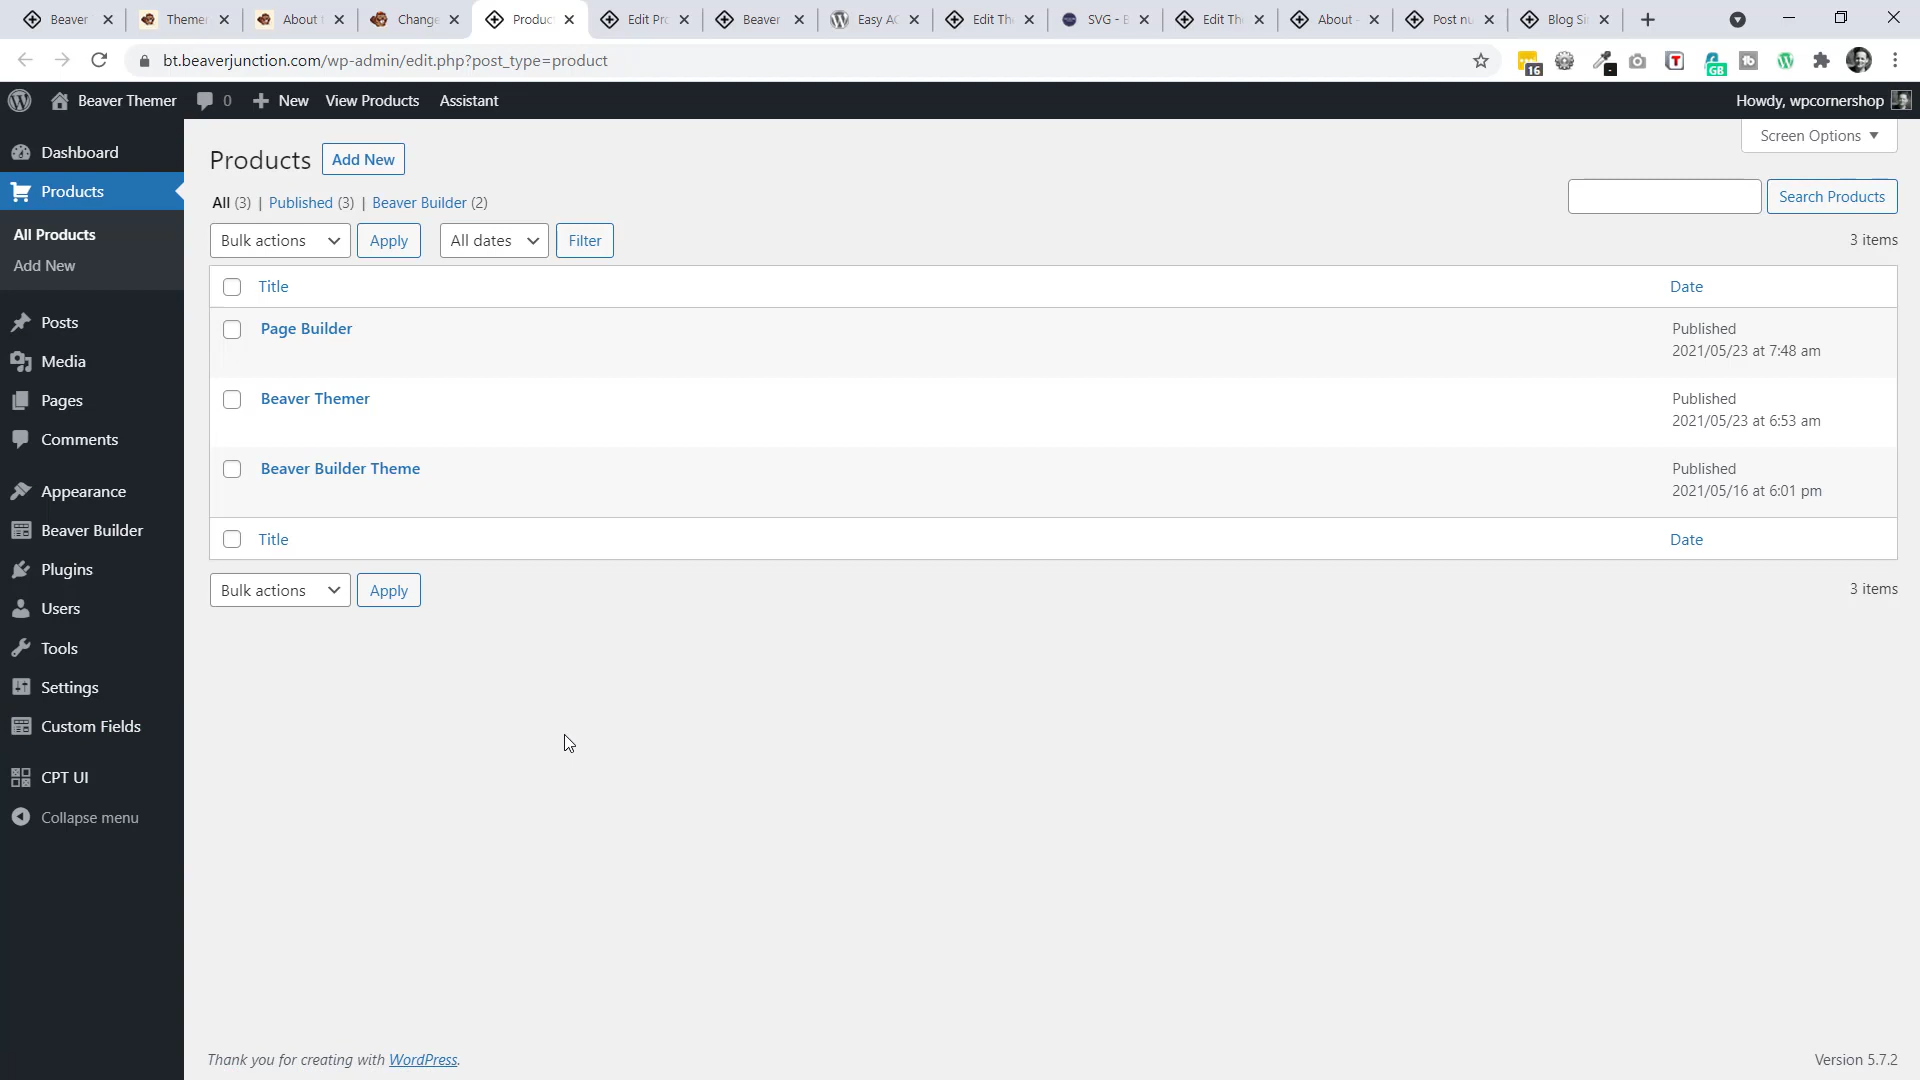 Beaver
Themer
About
Change
Produc
Edit Pro
Beaver
Easy AC
Edit Th
SVG - B
Edit Th
About -
Post nu
Blog Si
bt.beaverjunction.com/wp-admin/edit.php?post_type=product
16
GB
Beaver Themer
0
New
View Products
Assistant
Howdy, wpcornershop
Dashboard
Products
All Products
Add New
Posts
Media
Pages
Comments
Appearance
Beaver Builder
Plugins
Users
Tools
Settings
Custom Fields
CPT UI
Collapse menu
Screen Options
Products
Add New
All (3) | Published (3) | Beaver Builder (2)
Search Products
Bulk actions
Apply
All dates
Filter
3 items
Title
Date
Page Builder
Published
2021/05/23 at 7:48 am
Beaver Themer
Published
2021/05/23 at 6:53 am
Beaver Builder Theme
Published
2021/05/16 at 6:01 pm
Title
Date
Bulk actions
Apply
3 items
Thank you for creating with WordPress.
Version 5.7.2